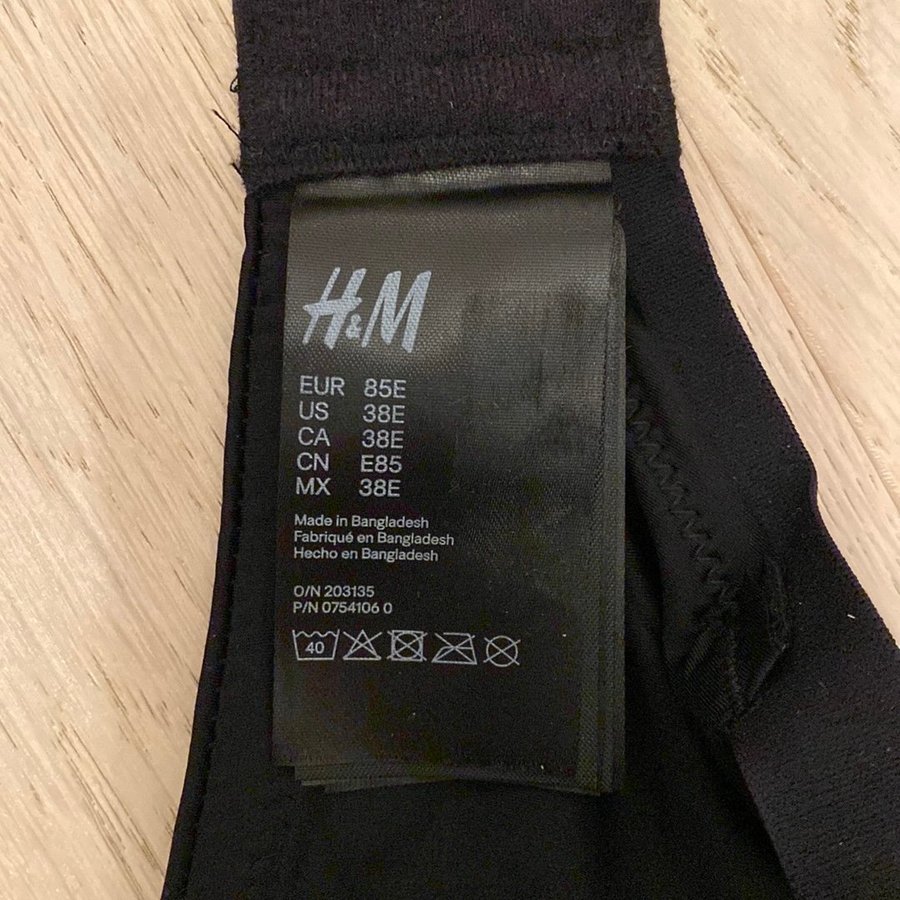 H&M
EUR 85E
US 38E
CA 38E
CN E85
MX 38E
Made in Bangladesh
Fabriqué en Bangladesh
Hecho en Bangladesh
O/N 203135
P/N 0754106 0
40